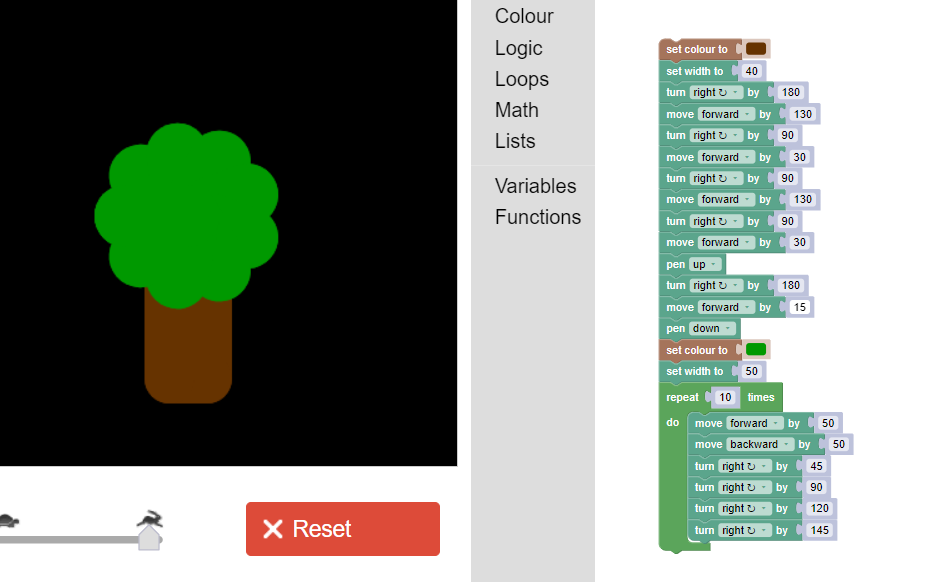 Colour
Logic
Loops
Math
Lists
Variables
Functions
Reset
set colour to
set width to 40
turn right ↻ by 180
move forward by 130
turn right ↻ by 90
move forward by 30
turn right ↻ by 90
move forward by 130
turn right ↻ by 90
move forward by 30
pen up
turn right ↻ by 180
move forward by 15
pen down
set colour to
set width to 50
repeat 10 times
do move forward by 50
move backward by 50
turn right ↻ by 45
turn right ↻ by 90
turn right ↻ by 120
turn right ↻ by 145